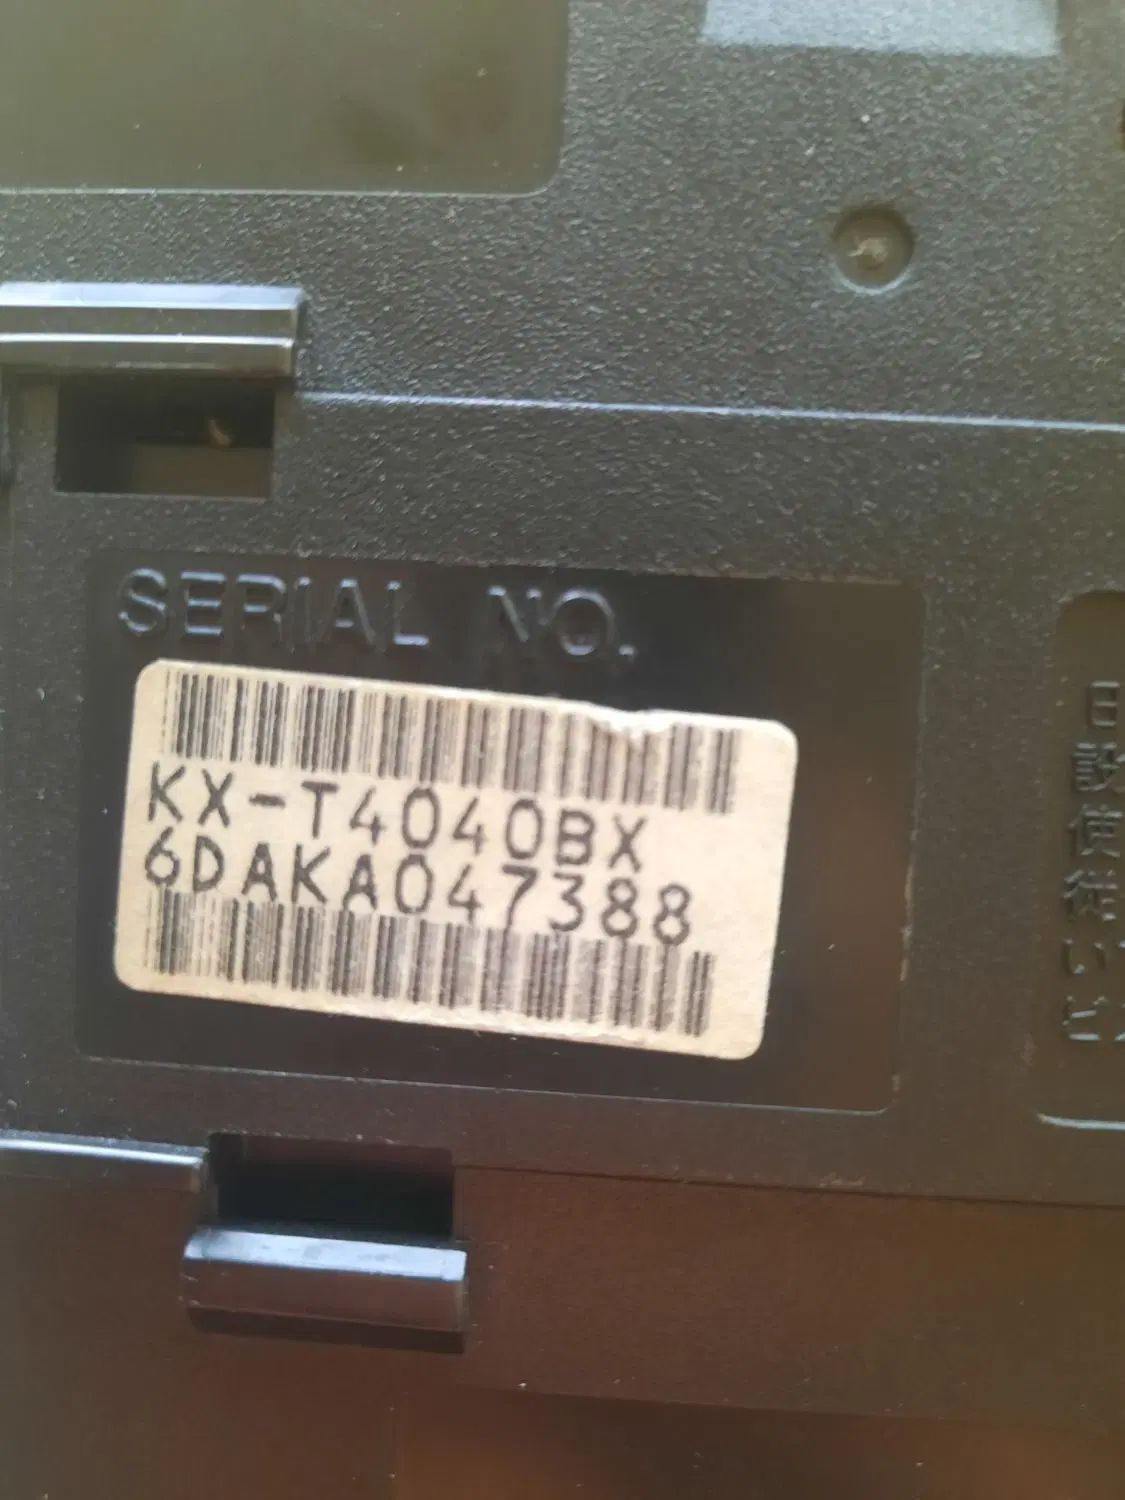 SERIAL NO.
KX-T4040BX
6DAKA047388